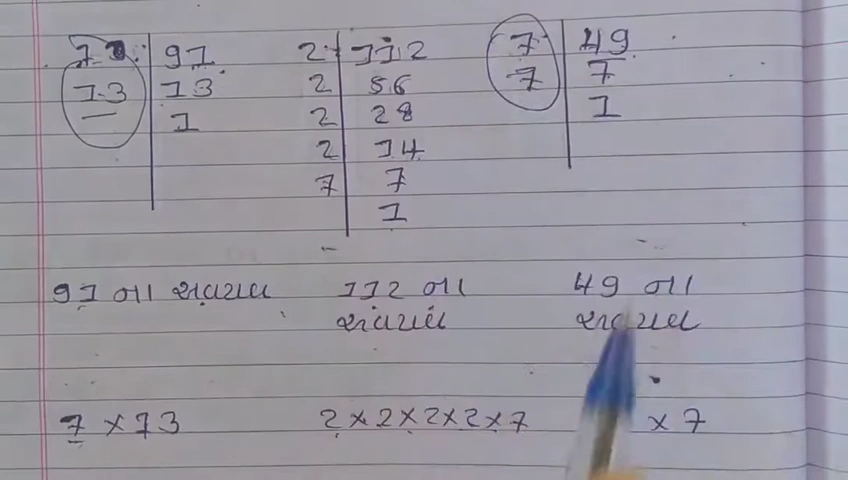 7 | 91
13 | 13
1
2 | 112
2 | 56
2 | 28
2 | 14
7 | 7
1
7 | 49
7 | 7
1
91 ના અવયવ
112 ના
અવયવ
49 ના
અવયવ
7 × 13
2 × 2 × 2 × 2 × 7
× 7